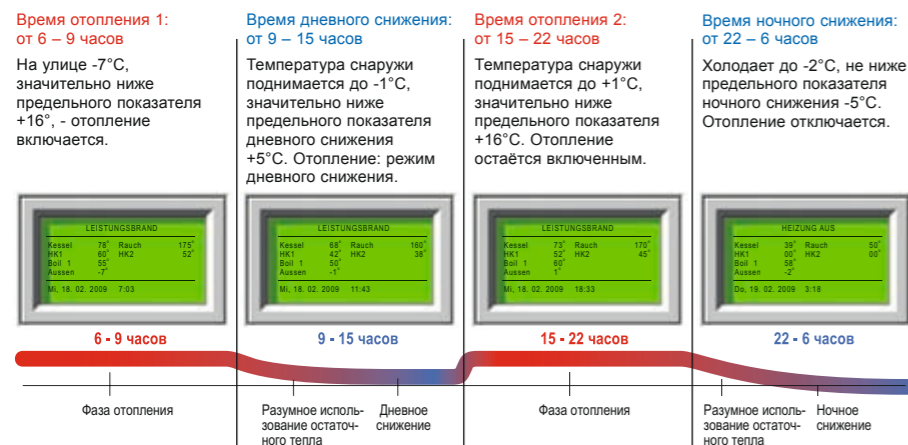 Время отопления 1:
от 6 – 9 часов
На улице -7°С,
значительно ниже
предельного показателя
+16°, - отопление
включается.
Время дневного снижения:
от 9 – 15 часов
Температура снаружи
поднимается до -1°С,
значительно ниже
предельного показателя
дневного снижения
+5°С. Отопление: режим
дневного снижения.
Время отопления 2:
от 15 – 22 часов
Температура снаружи
поднимается до +1°С,
значительно ниже
предельного показателя
+16°С. Отопление
остаётся включенным.
Время ночного снижения:
от 22 – 6 часов
Холодает до -2°С, не ниже
предельного показателя
ночного снижения -5°С.
Отопление отключается.
LEISTUNGSBRAND
Kessel 78° Rauch 175°
HK1 60° HK2 52°
Boil 1 55°
Aussen -7°
Mi, 18. 02. 2009 7:03
LEISTUNGSBRAND
Kessel 68° Rauch 160°
HK1 42° HK2 38°
Boil 1 50°
Aussen -1°
Mi, 18. 02. 2009 11:43
LEISTUNGSBRAND
Kessel 73° Rauch 170°
HK1 52° HK2 45°
Boil 1 60°
Aussen 1°
Mi, 18. 02. 2009 18:33
HEIZUNG AUS
Kessel 39° Rauch 50°
HK1 00° HK2 00°
Boil 1 58°
Aussen -2°
Do, 19. 02. 2009 3:18
6 - 9 часов
9 - 15 часов
15 - 22 часов
22 - 6 часов
Фаза отопления
Разумное исполь-
зование остаточ-
ного тепла
Дневное
снижение
Фаза отопления
Разумное исполь-
зование остаточ-
ного тепла
Ночное
снижение